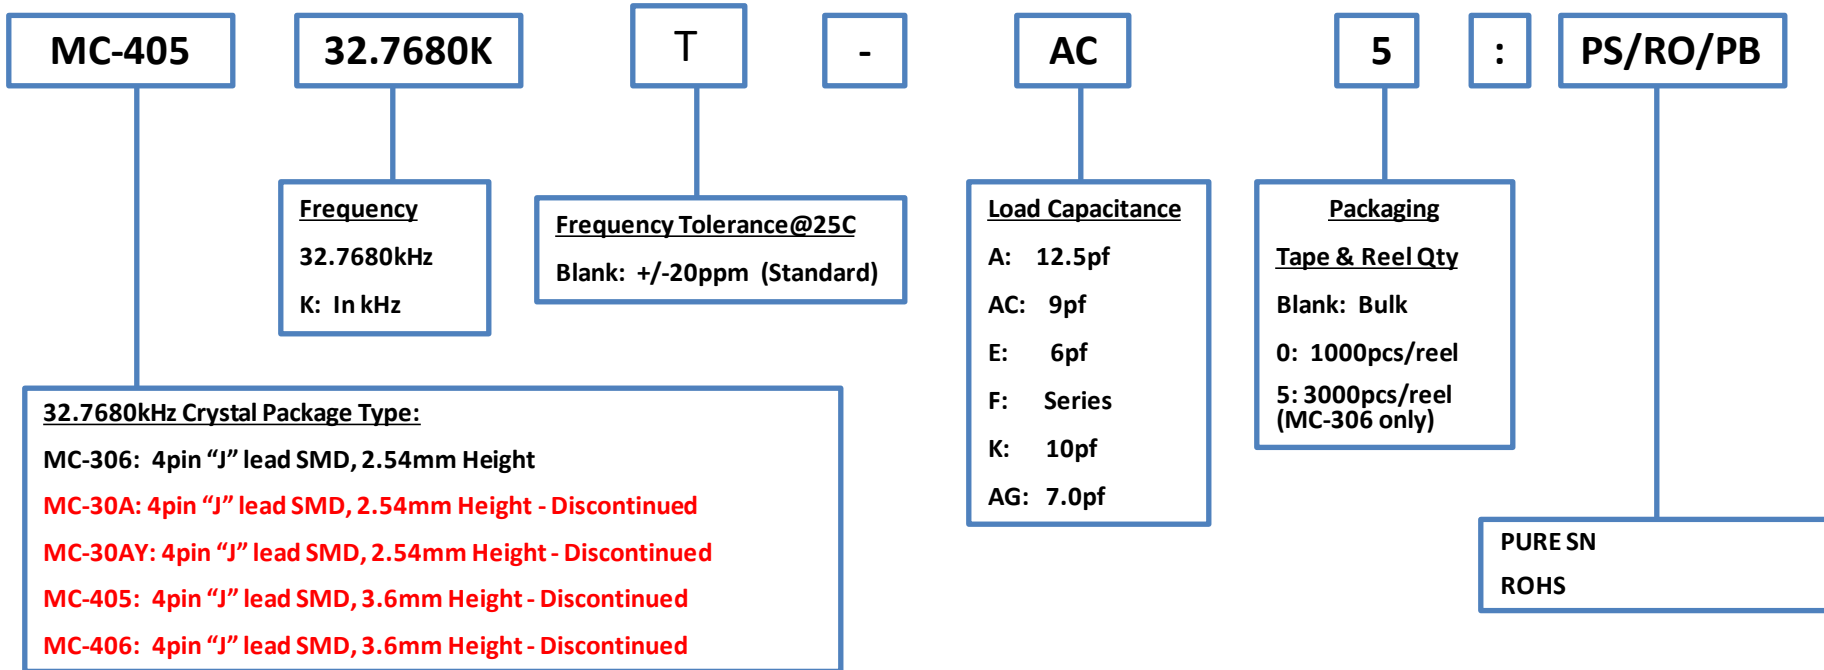 MC-405 32.7680K T - AC 5 : PS/RO/PB
Frequency
32.7680kHz
K: In kHz
Frequency Tolerance@25C
Blank: +/-20ppm (Standard)
Load Capacitance
A: 12.5pf
AC: 9pf
E: 6pf
F: Series
K: 10pf
AG: 7.0pf
Packaging
Tape & Reel Qty
Blank: Bulk
0: 1000pcs/reel
5: 3000pcs/reel
(MC-306 only)
32.7680kHz Crystal Package Type:
MC-306: 4pin “J” lead SMD, 2.54mm Height
MC-30A: 4pin “J” lead SMD, 2.54mm Height - Discontinued
MC-30AY: 4pin “J” lead SMD, 2.54mm Height - Discontinued
MC-405: 4pin “J” lead SMD, 3.6mm Height - Discontinued
MC-406: 4pin “J” lead SMD, 3.6mm Height - Discontinued
PURE SN
ROHS